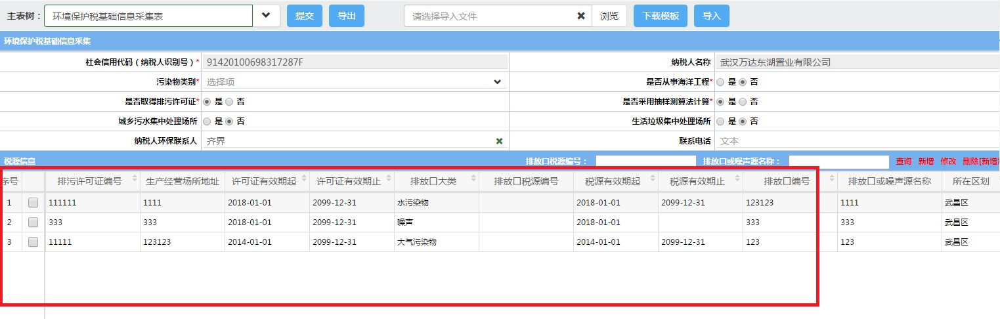 主表树： 环境保护税基础信息采集表 提交 导出 请选择导入文件 浏览 下载模板 导入
环境保护税基础信息采集
社会信用代码（纳税人识别号）* 91420100698317287F 纳税人名称 武汉万达东湖置业有限公司
污染物类别* 选择项 是否从事海洋工程* 是 否
是否取得排污许可证* 是 否 是否采用抽样测算法计算* 是 否
城乡污水集中处理场所 是 否 生活垃圾集中处理场所 是 否
纳税人环保联系人 齐界 联系电话 文本
税源信息 排放口税源编号： 排放口或噪声源名称： 查询 新增 修改 删除[新增
序号 排污许可证编号 生产经营场所地址 许可证有效期起 许可证有效期止 排放口大类 排放口税源编号 税源有效期起 税源有效期止 排放口编号 排放口或噪声源名称 所在区划
1 111111 1111 2018-01-01 2099-12-31 水污染物 2018-01-01 2099-12-31 123123 1111 武昌区
2 333 333 2018-01-01 2099-12-31 噪声 2018-01-01 333 333 武昌区
3 11111 123123 2014-01-01 2099-12-31 大气污染物 2014-01-01 2099-12-31 123 123 武昌区